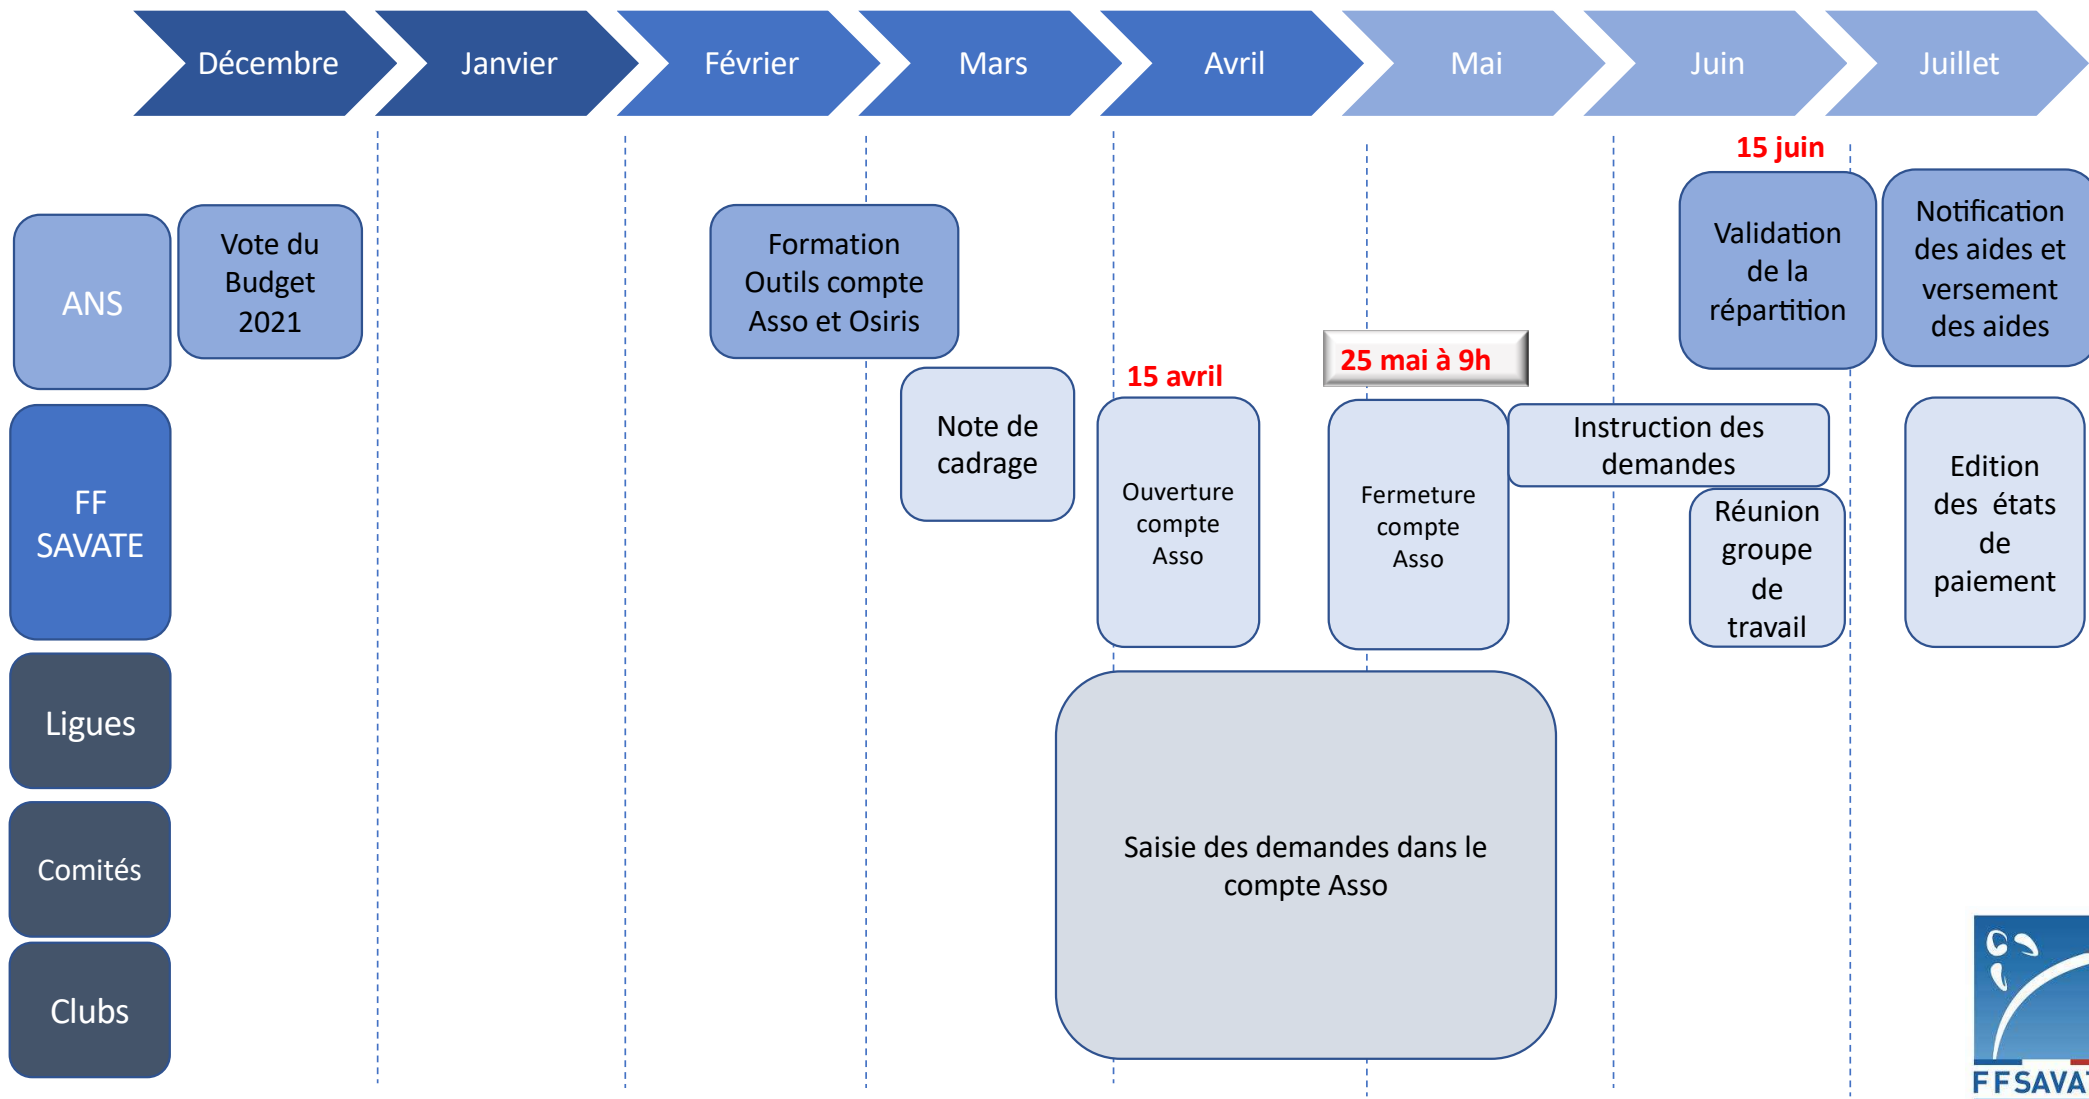 Décembre
Janvier
Février
Mars
Avril
Mai
Juin
Juillet
ANS
Vote du
Budget
2021
Formation
Outils compte
Asso et Osiris
15 juin
Validation
de la
répartition
Notification
des aides et
versement
des aides
FF
SAVATE
Note de
cadrage
15 avril
Ouverture
compte
Asso
25 mai à 9h
Fermeture
compte
Asso
Instruction des
demandes
Réunion
groupe
de
travail
Edition
des états
de
paiement
Ligues
Comités
Clubs
Saisie des demandes dans le
compte Asso
FFSAVAT